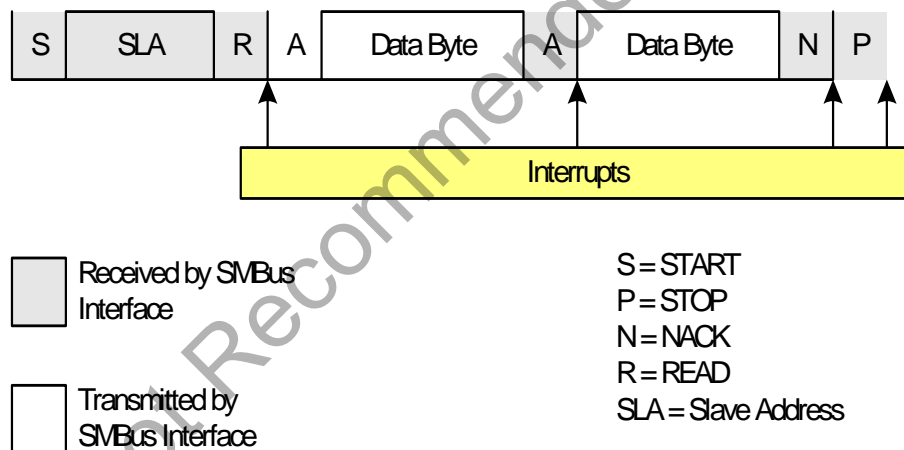 S SLA R A Data Byte A Data Byte N P
Interrupts
Received by SMBus
Interface
Transmitted by
SMBus Interface
S = START
P = STOP
N = NACK
R = READ
SLA = Slave Address